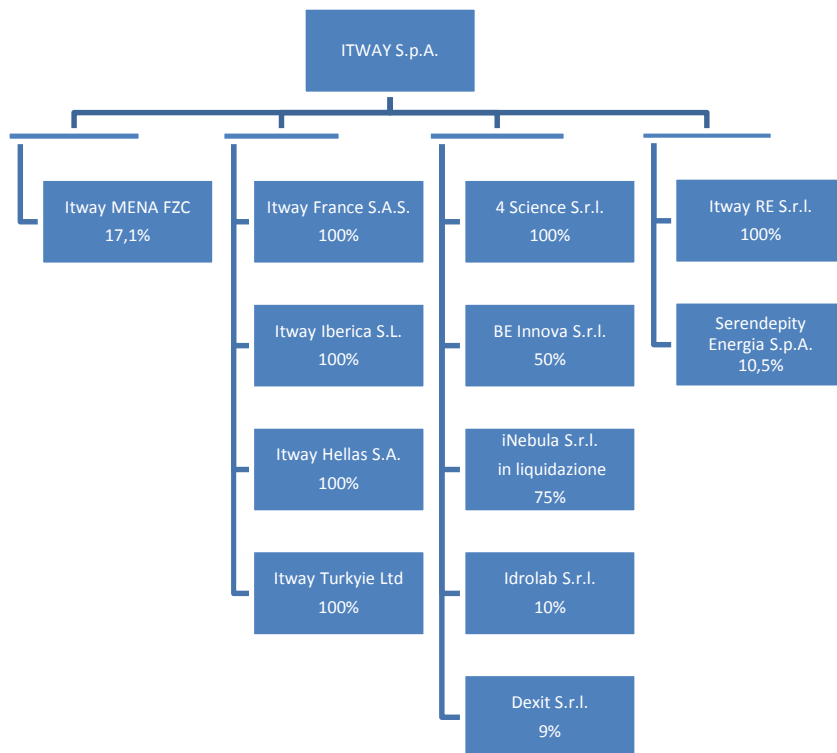 ITWAY S.p.A.
Itway MENA FZC
17,1%
Itway France S.A.S.
100%
Itway Iberica S.L.
100%
Itway Hellas S.A.
100%
Itway Turkyie Ltd
100%
4 Science S.r.l.
100%
BE Innova S.r.l.
50%
iNebula S.r.l.
in liquidazione
75%
Idrolab S.r.l.
10%
Dexit S.r.l.
9%
Itway RE S.r.l.
100%
Serendepity
Energia S.p.A.
10,5%